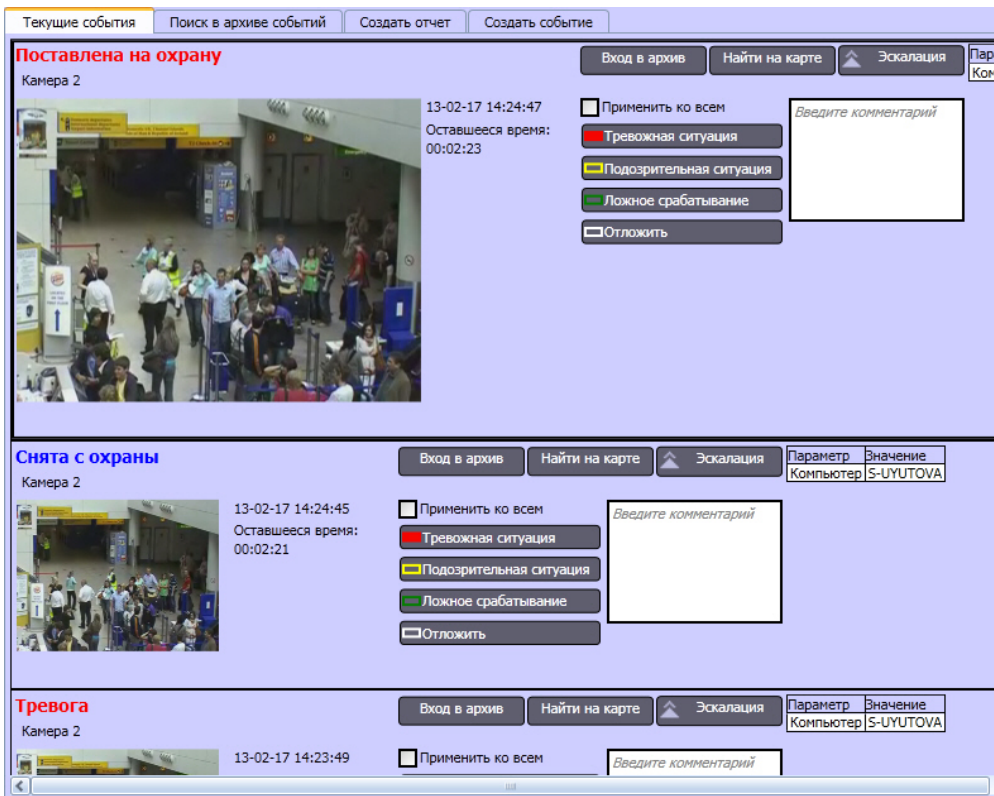 Текущие события
Поиск в архиве событий
Создать отчет
Создать событие
Поставлена на охрану
Вход в архив
Найти на карте
Эскалация
Камера 2
13-02-17 14:24:47
Оставшееся время:
00:02:23
Применить ко всем
Тревожная ситуация
Подозрительная ситуация
Ложное срабатывание
Отложить
Введите комментарий
Снята с охраны
Вход в архив
Найти на карте
Эскалация
Параметр Значение
Компьютер S-UYUTOVA
Камера 2
13-02-17 14:24:45
Оставшееся время:
00:02:21
Применить ко всем
Тревожная ситуация
Подозрительная ситуация
Ложное срабатывание
Отложить
Введите комментарий
Тревога
Вход в архив
Найти на карте
Эскалация
Параметр Значение
Компьютер S-UYUTOVA
Камера 2
13-02-17 14:23:49
Применить ко всем
Введите комментарий